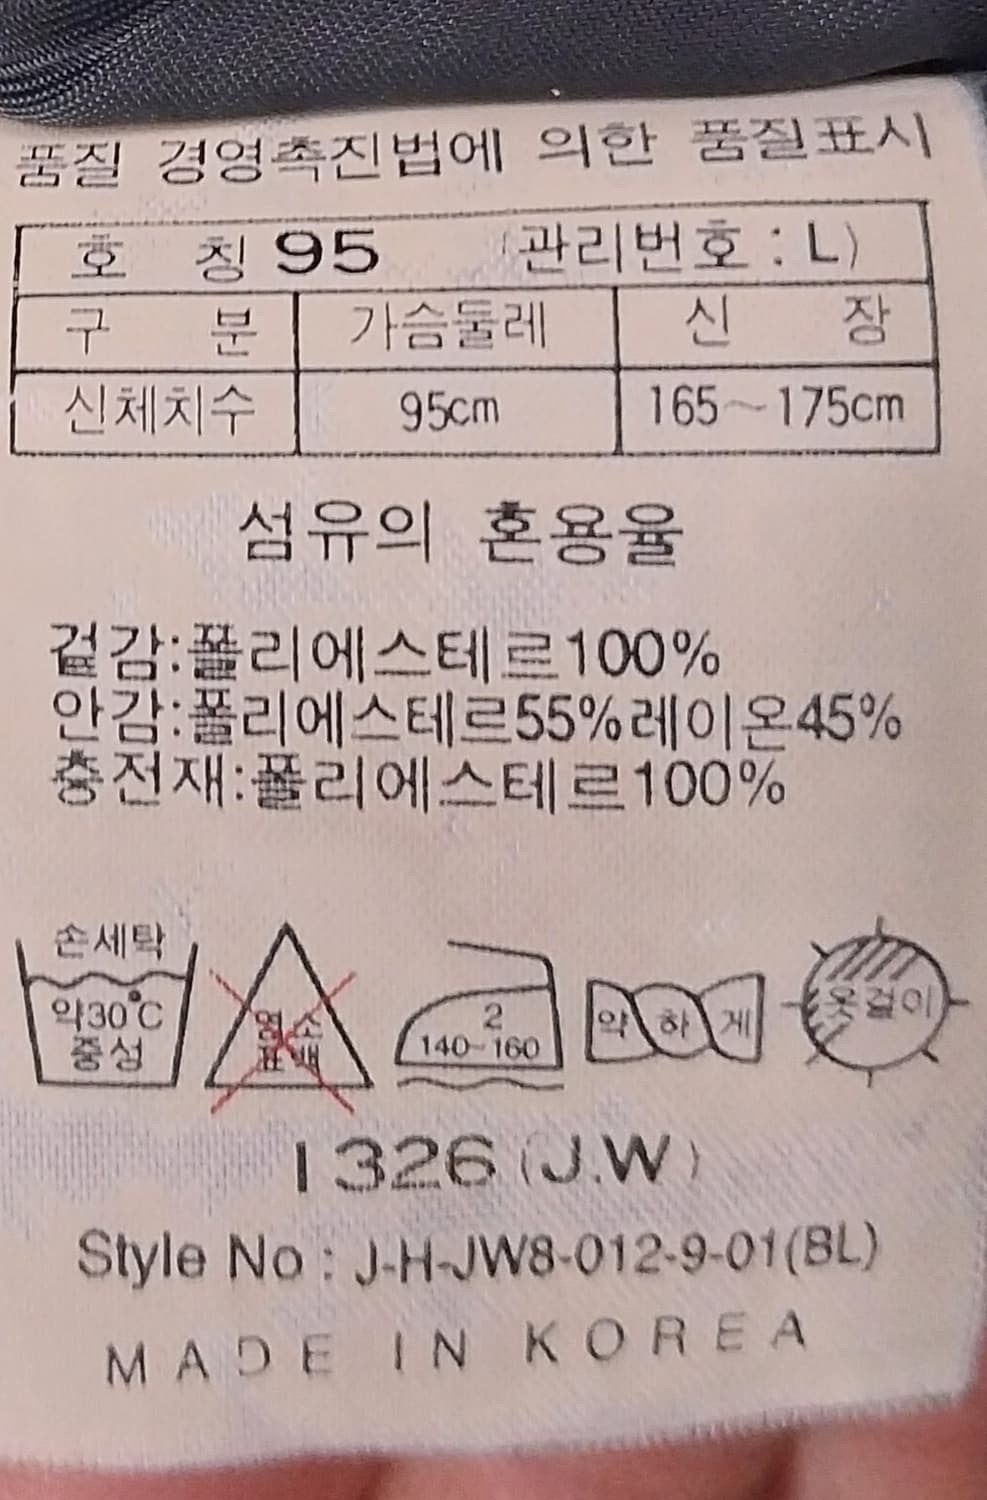 품질 경영촉진법에 의한 품질표시
호 칭 95 (관리번호 : L)
구 분 가슴둘레 신 장
신체치수 95cm 165~175cm
섬유의 혼용율
겉감:폴리에스테르100%
안감:폴리에스테르55%레이온45%
충전재:폴리에스테르100%
손세탁
약30°C
중성
염소
표백
2
140~160
약하게
옷걸이
1326(J.W)
Style No : J-H-JW8-012-9-01(BL)
MADE IN KOREA